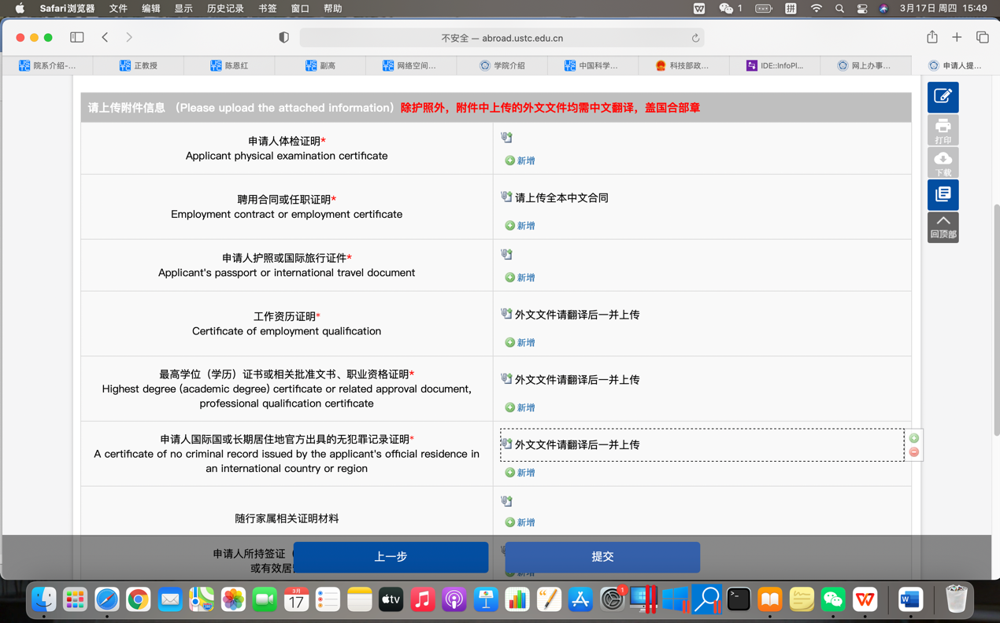 Safari浏览器 文件 编辑 显示 历史记录 书签 窗口 帮助
1 拼 3月17日 周四 15:49
不安全 — abroad.ustc.edu.cn
院系介绍-... 正教授 陈恩红 副高 网络空间... 学院介绍 中国科学... 科技部政... IDE::InfoPl... 网上办事... 申请人提...
请上传附件信息 （Please upload the attached information）除护照外，附件中上传的外文文件均需中文翻译，盖国合部章
打印
下载
回顶部
申请人体检证明*
Applicant physical examination certificate
新增
聘用合同或任职证明*
Employment contract or employment certificate
请上传全本中文合同
新增
申请人护照或国际旅行证件*
Applicant's passport or international travel document
新增
工作资历证明*
Certificate of employment qualification
外文文件请翻译后一并上传
新增
最高学位（学历）证书或相关批准文书、职业资格证明*
Highest degree (academic degree) certificate or related approval document,
professional qualification certificate
外文文件请翻译后一并上传
新增
申请人国际国或长期居住地官方出具的无犯罪记录证明*
A certificate of no criminal record issued by the applicant's official residence in
an international country or region
外文文件请翻译后一并上传
新增
随行家属相关证明材料
新增
申请人所持签证（
或有效居
新增
上一步
提交
3月
17
tv
1